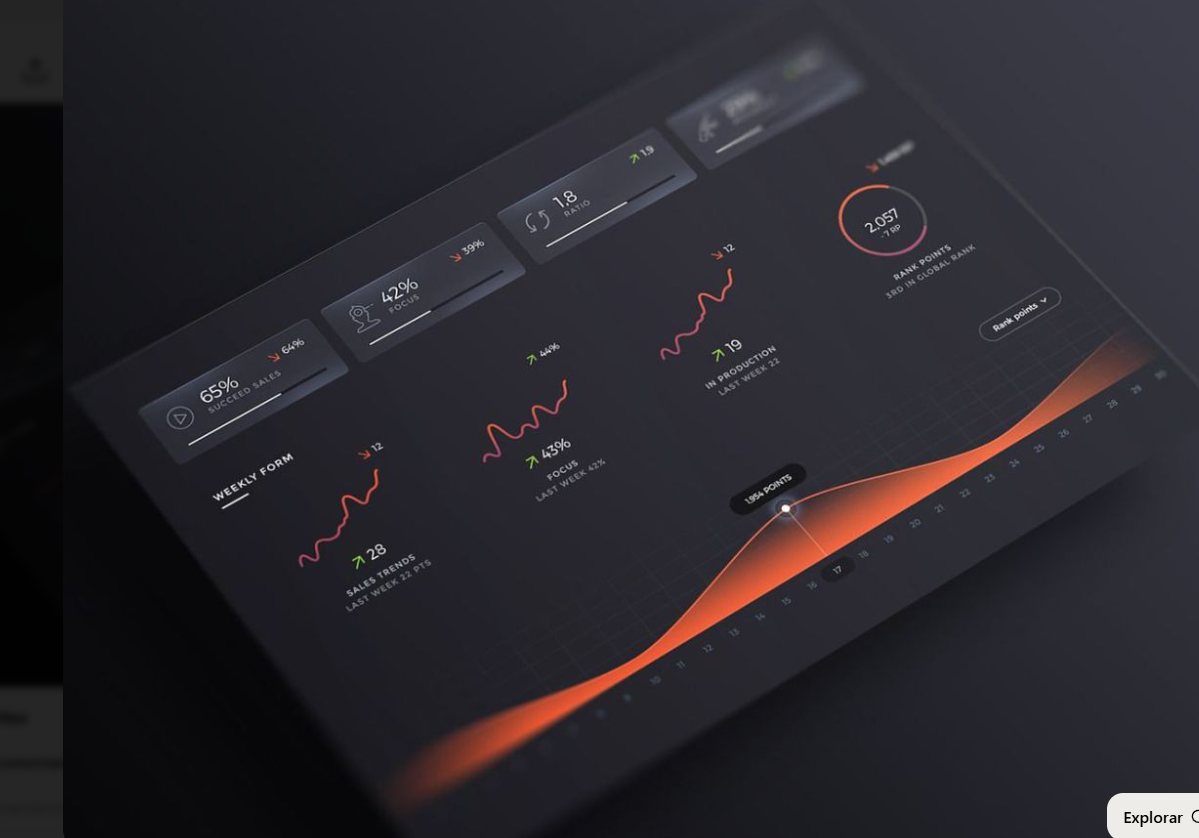 65%
SUCCEED SALES
64%
42%
FOCUS
39%
1,8
RATIO
1,9
WEEKLY FORM
12
28
SALES TRENDS
LAST WEEK 22 PTS
44%
43%
FOCUS
LAST WEEK 42%
12
19
IN PRODUCTION
LAST WEEK 22
2,057
-7 RP
RANK POINTS
3RD IN GLOBAL RANK
Rank points
1,954 POINTS
9 10 11 12 13 14 15 16 17 18 19 20 21 22 23 24 25 26 27 28 29 30
Explorar